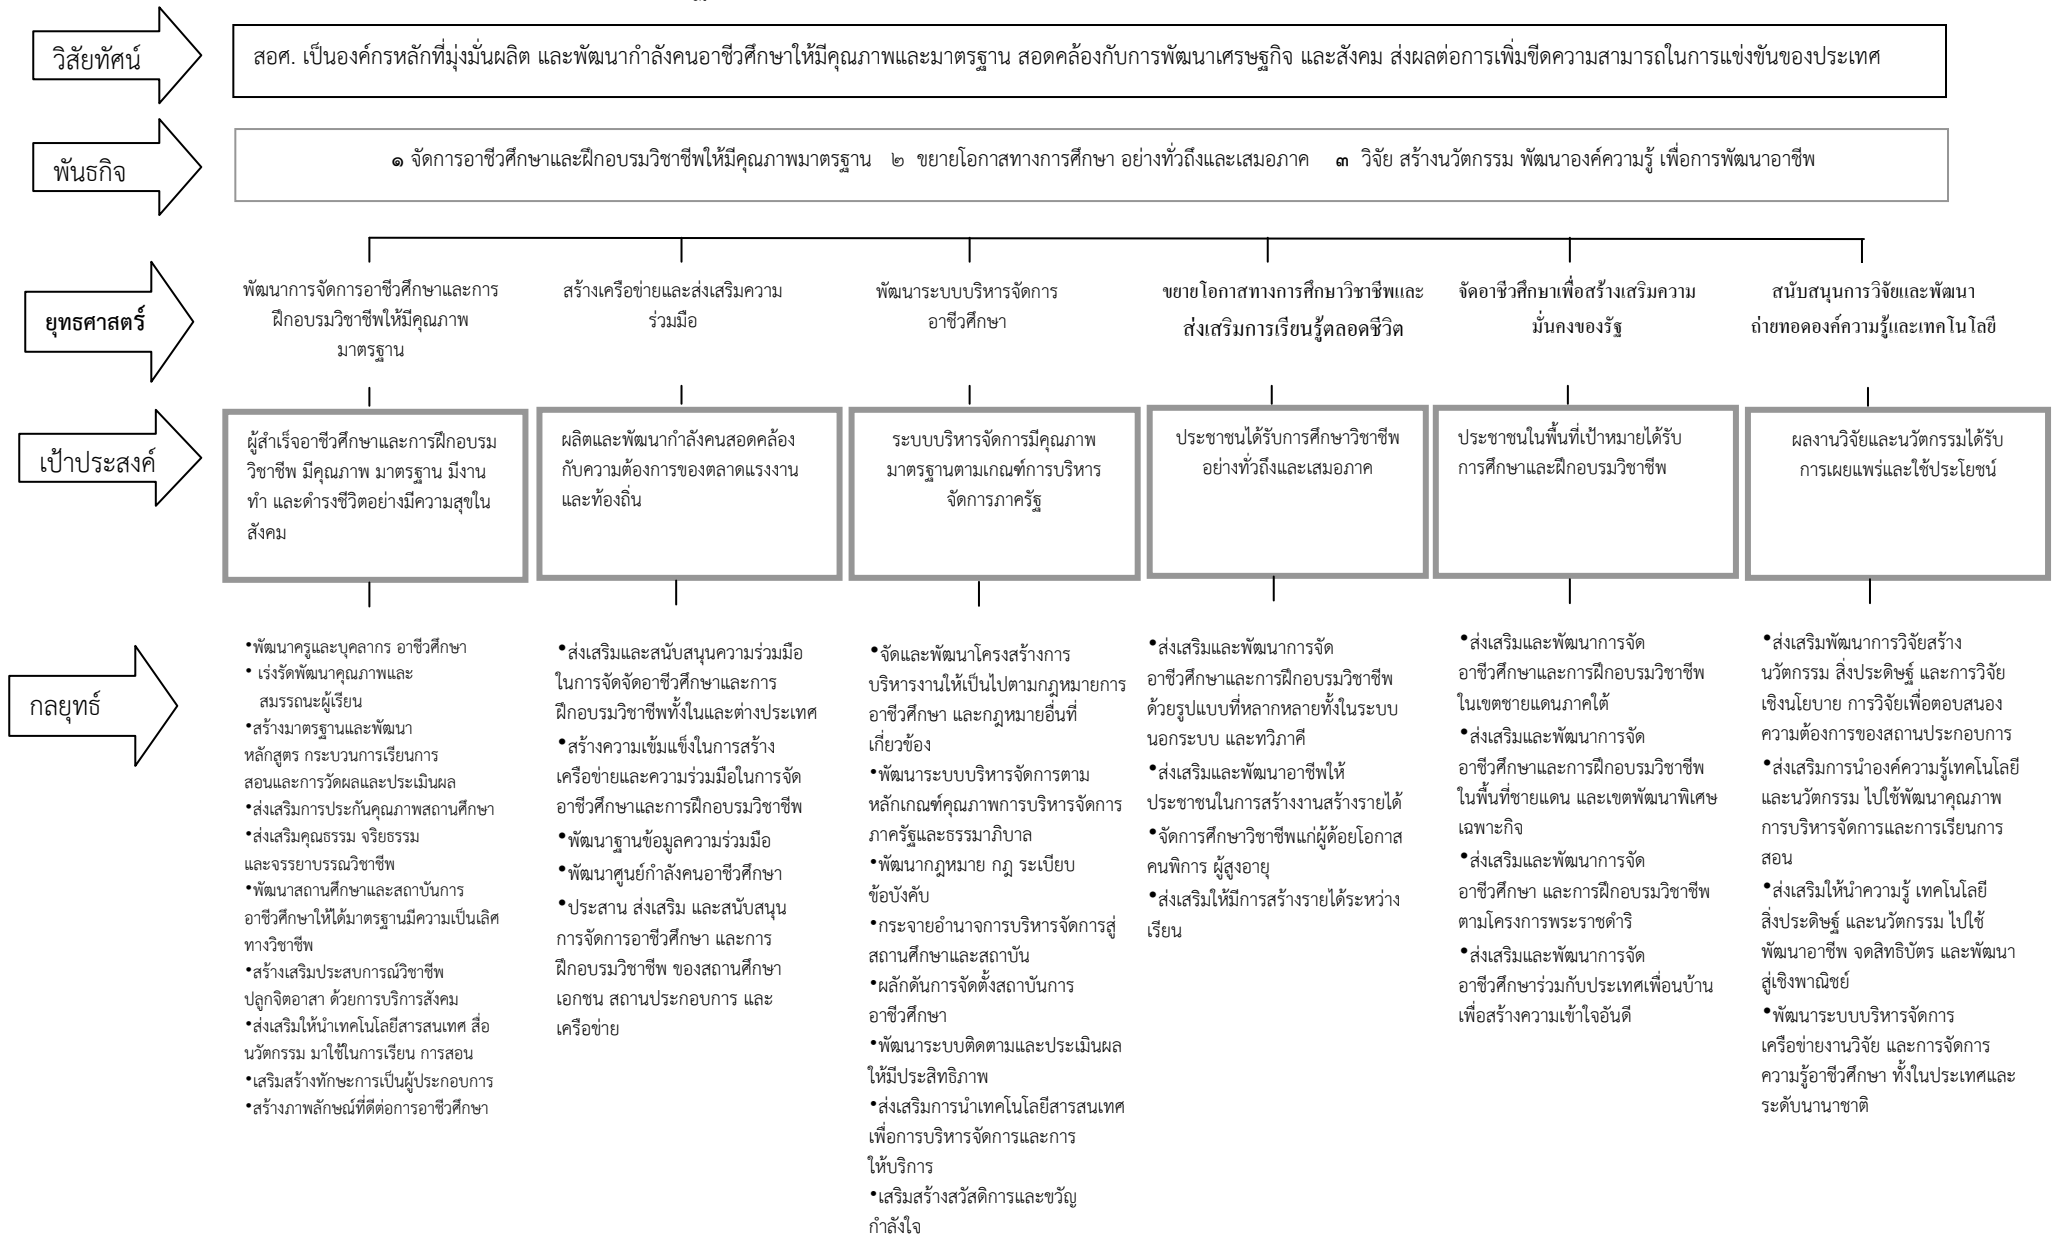 วิสัยทัศน์
สอศ. เป็นองค์กรหลักที่มุ่งมั่นผลิต และพัฒนากำลังคนอาชีวศึกษาให้มีคุณภาพและมาตรฐาน สอดคล้องกับการพัฒนาเศรษฐกิจ และสังคม ส่งผลต่อการเพิ่มขีดความสามารถในการแข่งขันของประเทศ
พันธกิจ
๑ จัดการอาชีวศึกษาและฝึกอบรมวิชาชีพให้มีคุณภาพมาตรฐาน ๒ ขยายโอกาสทางการศึกษา อย่างทั่วถึงและเสมอภาค ๓ วิจัย สร้างนวัตกรรม พัฒนาองค์ความรู้ เพื่อการพัฒนาอาชีพ
ยุทธศาสตร์
พัฒนาการจัดการอาชีวศึกษาและการ
ฝึกอบรมวิชาชีพให้มีคุณภาพ
มาตรฐาน
สร้างเครือข่ายและส่งเสริมความ
ร่วมมือ
พัฒนาระบบบริหารจัดการ
อาชีวศึกษา
ขยายโอกาสทางการศึกษาวิชาชีพและ
ส่งเสริมการเรียนรู้ตลอดชีวิต
จัดอาชีวศึกษาเพื่อสร้างเสริมความ
มั่นคงของรัฐ
สนับสนุนการวิจัยและพัฒนา
ถ่ายทอดองค์ความรู้และเทคโนโลยี
เป้าประสงค์
ผู้สำเร็จอาชีวศึกษาและการฝึกอบรม
วิชาชีพ มีคุณภาพ มาตรฐาน มีงาน
ทำ และดำรงชีวิตอย่างมีความสุขใน
สังคม
ผลิตและพัฒนากำลังคนสอดคล้อง
กับความต้องการของตลาดแรงงาน
และท้องถิ่น
ระบบบริหารจัดการมีคุณภาพ
มาตรฐานตามเกณฑ์การบริหาร
จัดการภาครัฐ
ประชาชนได้รับการศึกษาวิชาชีพ
อย่างทั่วถึงและเสมอภาค
ประชาชนในพื้นที่เป้าหมายได้รับ
การศึกษาและฝึกอบรมวิชาชีพ
ผลงานวิจัยและนวัตกรรมได้รับ
การเผยแพร่และใช้ประโยชน์
กลยุทธ์
•พัฒนาครูและบุคลากร อาชีวศึกษา
• เร่งรัดพัฒนาคุณภาพและ
สมรรถนะผู้เรียน
•สร้างมาตรฐานและพัฒนา
หลักสูตร กระบวนการเรียนการ
สอนและการวัดผลและประเมินผล
•ส่งเสริมการประกันคุณภาพสถานศึกษา
•ส่งเสริมคุณธรรม จริยธรรม
และจรรยาบรรณวิชาชีพ
•พัฒนาสถานศึกษาและสถาบันการ
อาชีวศึกษาให้ได้มาตรฐานมีความเป็นเลิศ
ทางวิชาชีพ
•สร้างเสริมประสบการณ์วิชาชีพ
ปลูกจิตอาสา ด้วยการบริการสังคม
•ส่งเสริมให้นำเทคโนโลยีสารสนเทศ สื่อ
นวัตกรรม มาใช้ในการเรียน การสอน
•เสริมสร้างทักษะการเป็นผู้ประกอบการ
•สร้างภาพลักษณ์ที่ดีต่อการอาชีวศึกษา
•ส่งเสริมและสนับสนุนความร่วมมือ
ในการจัดจัดอาชีวศึกษาและการ
ฝึกอบรมวิชาชีพทั้งในและต่างประเทศ
•สร้างความเข้มแข็งในการสร้าง
เครือข่ายและความร่วมมือในการจัด
อาชีวศึกษาและการฝึกอบรมวิชาชีพ
•พัฒนาฐานข้อมูลความร่วมมือ
•พัฒนาศูนย์กำลังคนอาชีวศึกษา
•ประสาน ส่งเสริม และสนับสนุน
การจัดการอาชีวศึกษา และการ
ฝึกอบรมวิชาชีพ ของสถานศึกษา
เอกชน สถานประกอบการ และ
เครือข่าย
•จัดและพัฒนาโครงสร้างการ
บริหารงานให้เป็นไปตามกฎหมายการ
อาชีวศึกษา และกฎหมายอื่นที่
เกี่ยวข้อง
•พัฒนาระบบบริหารจัดการตาม
หลักเกณฑ์คุณภาพการบริหารจัดการ
ภาครัฐและธรรมาภิบาล
•พัฒนากฎหมาย กฎ ระเบียบ
ข้อบังคับ
•กระจายอำนาจการบริหารจัดการสู่
สถานศึกษาและสถาบัน
•ผลักดันการจัดตั้งสถาบันการ
อาชีวศึกษา
•พัฒนาระบบติดตามและประเมินผล
ให้มีประสิทธิภาพ
•ส่งเสริมการนำเทคโนโลยีสารสนเทศ
เพื่อการบริหารจัดการและการ
ให้บริการ
•เสริมสร้างสวัสดิการและขวัญ
กำลังใจ
•ส่งเสริมและพัฒนาการจัด
อาชีวศึกษาและการฝึกอบรมวิชาชีพ
ด้วยรูปแบบที่หลากหลายทั้งในระบบ
นอกระบบ และทวิภาคี
•ส่งเสริมและพัฒนาอาชีพให้
ประชาชนในการสร้างงานสร้างรายได้
•จัดการศึกษาวิชาชีพแก่ผู้ด้อยโอกาส
คนพิการ ผู้สูงอายุ
•ส่งเสริมให้มีการสร้างรายได้ระหว่าง
เรียน
•ส่งเสริมและพัฒนาการจัด
อาชีวศึกษาและการฝึกอบรมวิชาชีพ
ในเขตชายแดนภาคใต้
•ส่งเสริมและพัฒนาการจัด
อาชีวศึกษาและการฝึกอบรมวิชาชีพ
ในพื้นที่ชายแดน และเขตพัฒนาพิเศษ
เฉพาะกิจ
•ส่งเสริมและพัฒนาการจัด
อาชีวศึกษา และการฝึกอบรมวิชาชีพ
ตามโครงการพระราชดำริ
•ส่งเสริมและพัฒนาการจัด
อาชีวศึกษาร่วมกับประเทศเพื่อนบ้าน
เพื่อสร้างความเข้าใจอันดี
•ส่งเสริมพัฒนาการวิจัยสร้าง
นวัตกรรม สิ่งประดิษฐ์ และการวิจัย
เชิงนโยบาย การวิจัยเพื่อตอบสนอง
ความต้องการของสถานประกอบการ
•ส่งเสริมการนำองค์ความรู้เทคโนโลยี
และนวัตกรรม ไปใช้พัฒนาคุณภาพ
การบริหารจัดการและการเรียนการ
สอน
•ส่งเสริมให้นำความรู้ เทคโนโลยี
สิ่งประดิษฐ์ และนวัตกรรม ไปใช้
พัฒนาอาชีพ จดสิทธิบัตร และพัฒนา
สู่เชิงพาณิชย์
•พัฒนาระบบบริหารจัดการ
เครือข่ายงานวิจัย และการจัดการ
ความรู้อาชีวศึกษา ทั้งในประเทศและ
ระดับนานาชาติ